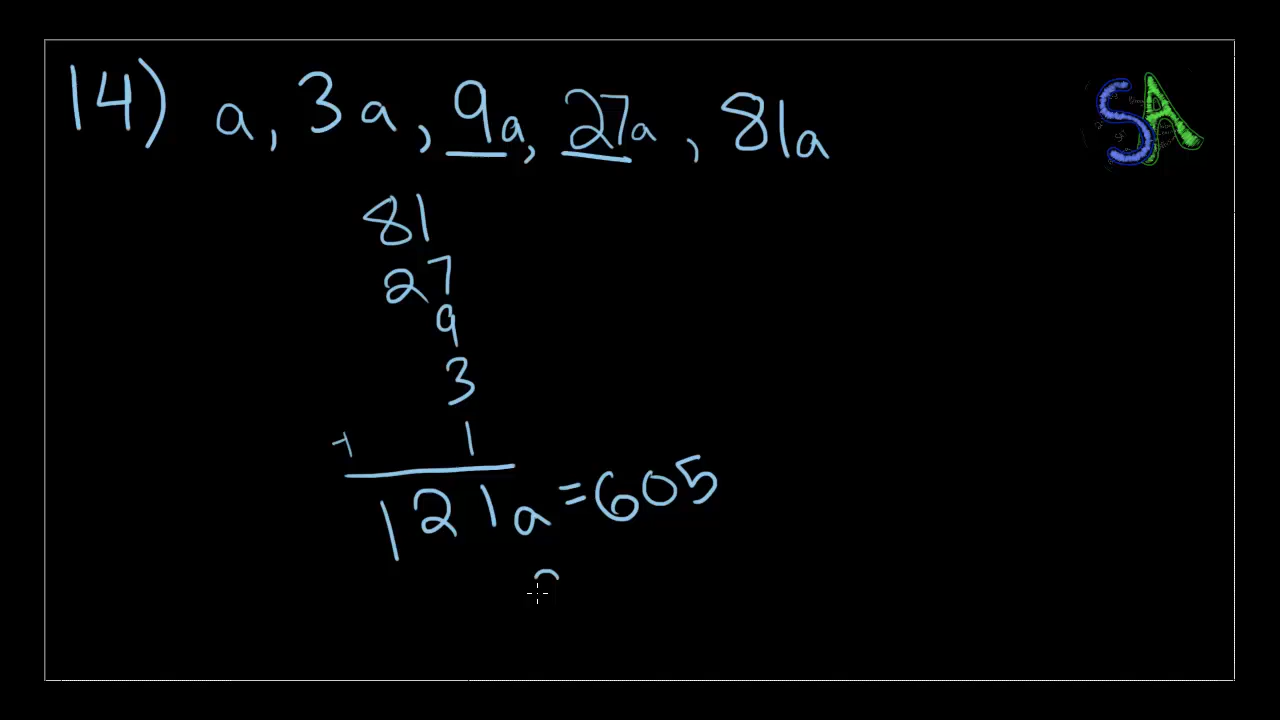 14) a, 3a, 9a, 27a, 81a
SA
81
27
9
3
+ 1
121a=605